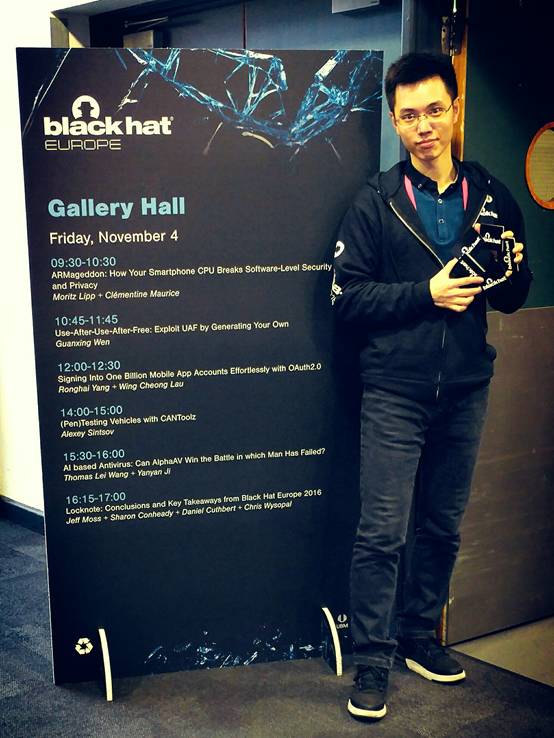 black hat
EUROPE
Gallery Hall
Friday, November 4
09:30-10:30
ARMageddon: How Your Smartphone CPU Breaks Software-Level Security
and Privacy
Moritz Lipp + Clémentine Maurice
10:45-11:45
Use-After-Use-After-Free: Exploit UAF by Generating Your Own
Guanxing Wen
12:00-12:30
Signing Into One Billion Mobile App Accounts Effortlessly with OAuth2.0
Ronghai Yang + Wing Cheong Lau
14:00-15:00
(Pen)Testing Vehicles with CANToolz
Alexey Sintsov
15:30-16:00
AI based Antivirus: Can AlphaAV Win the Battle in which Man Has Failed?
Thomas Lei Wang + Yanyan Ji
16:15-17:00
Locknote: Conclusions and Key Takeaways from Black Hat Europe 2016
Jeff Moss + Sharon Conheady + Daniel Cuthbert + Chris Wysopal
UBM